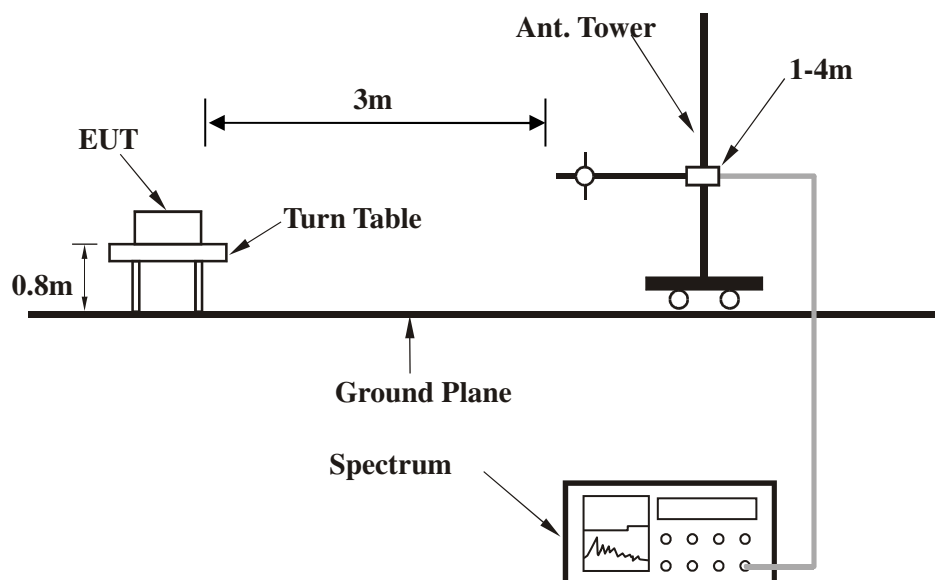 Ant. Tower
1-4m
3m
EUT
Turn Table
0.8m
Ground Plane
Spectrum